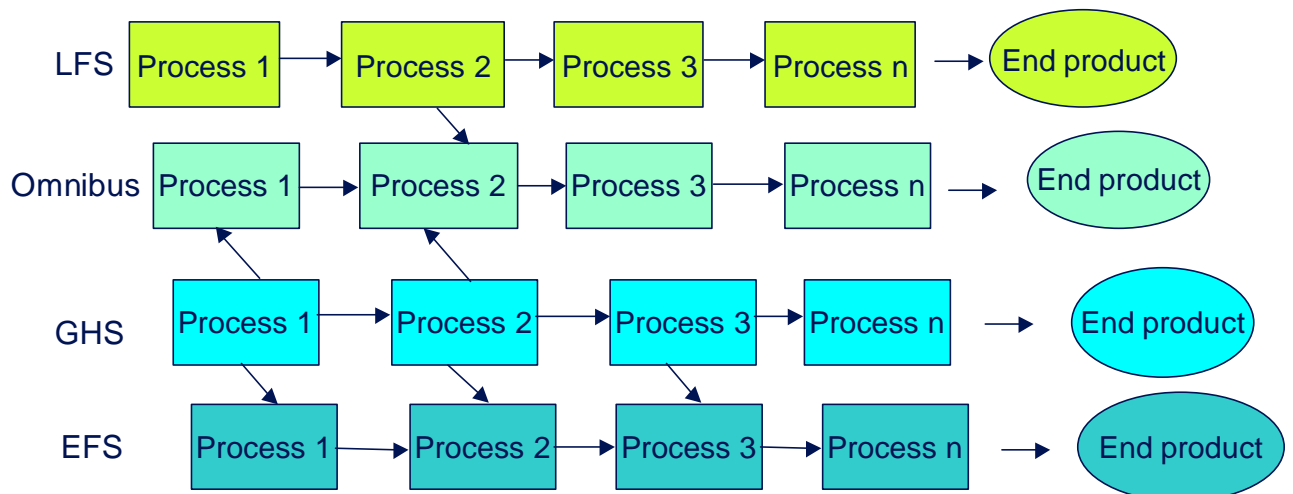 LFS Process 1 Process 2 Process 3 Process n End product
Omnibus Process 1 Process 2 Process 3 Process n End product
GHS Process 1 Process 2 Process 3 Process n End product
EFS Process 1 Process 2 Process 3 Process n End product